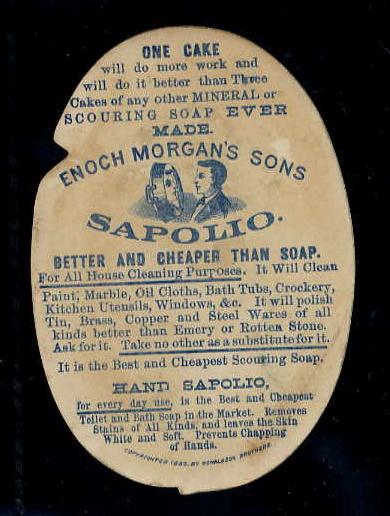 ONE CAKE
will do more work and
will do it better than Three
Cakes of any other MINERAL or
SCOURING SOAP EVER
MADE.
ENOCH MORGAN'S SONS
SAPOLIO.
BETTER AND CHEAPER THAN SOAP.
For All House Cleaning Purposes. It Will Clean
Paint, Marble, Oil Cloths, Bath Tubs, Crockery,
Kitchen Utensils, Windows, &c. It will polish
Tin, Brass, Copper and Steel Wares of all
kinds better than Emery or Rotten Stone.
Ask for it. Take no other as a substitute for it.
It is the Best and Cheapest Scouring Soap.
HAND SAPOLIO,
for every day use, is the Best and Cheapest
Toilet and Bath Soap in the Market. Removes
Stains of All Kinds, and leaves the Skin
White and Soft. Prevents Chapping
of Hands.
COPYRIGHTED 1882, BY DONALDSON BROTHERS.